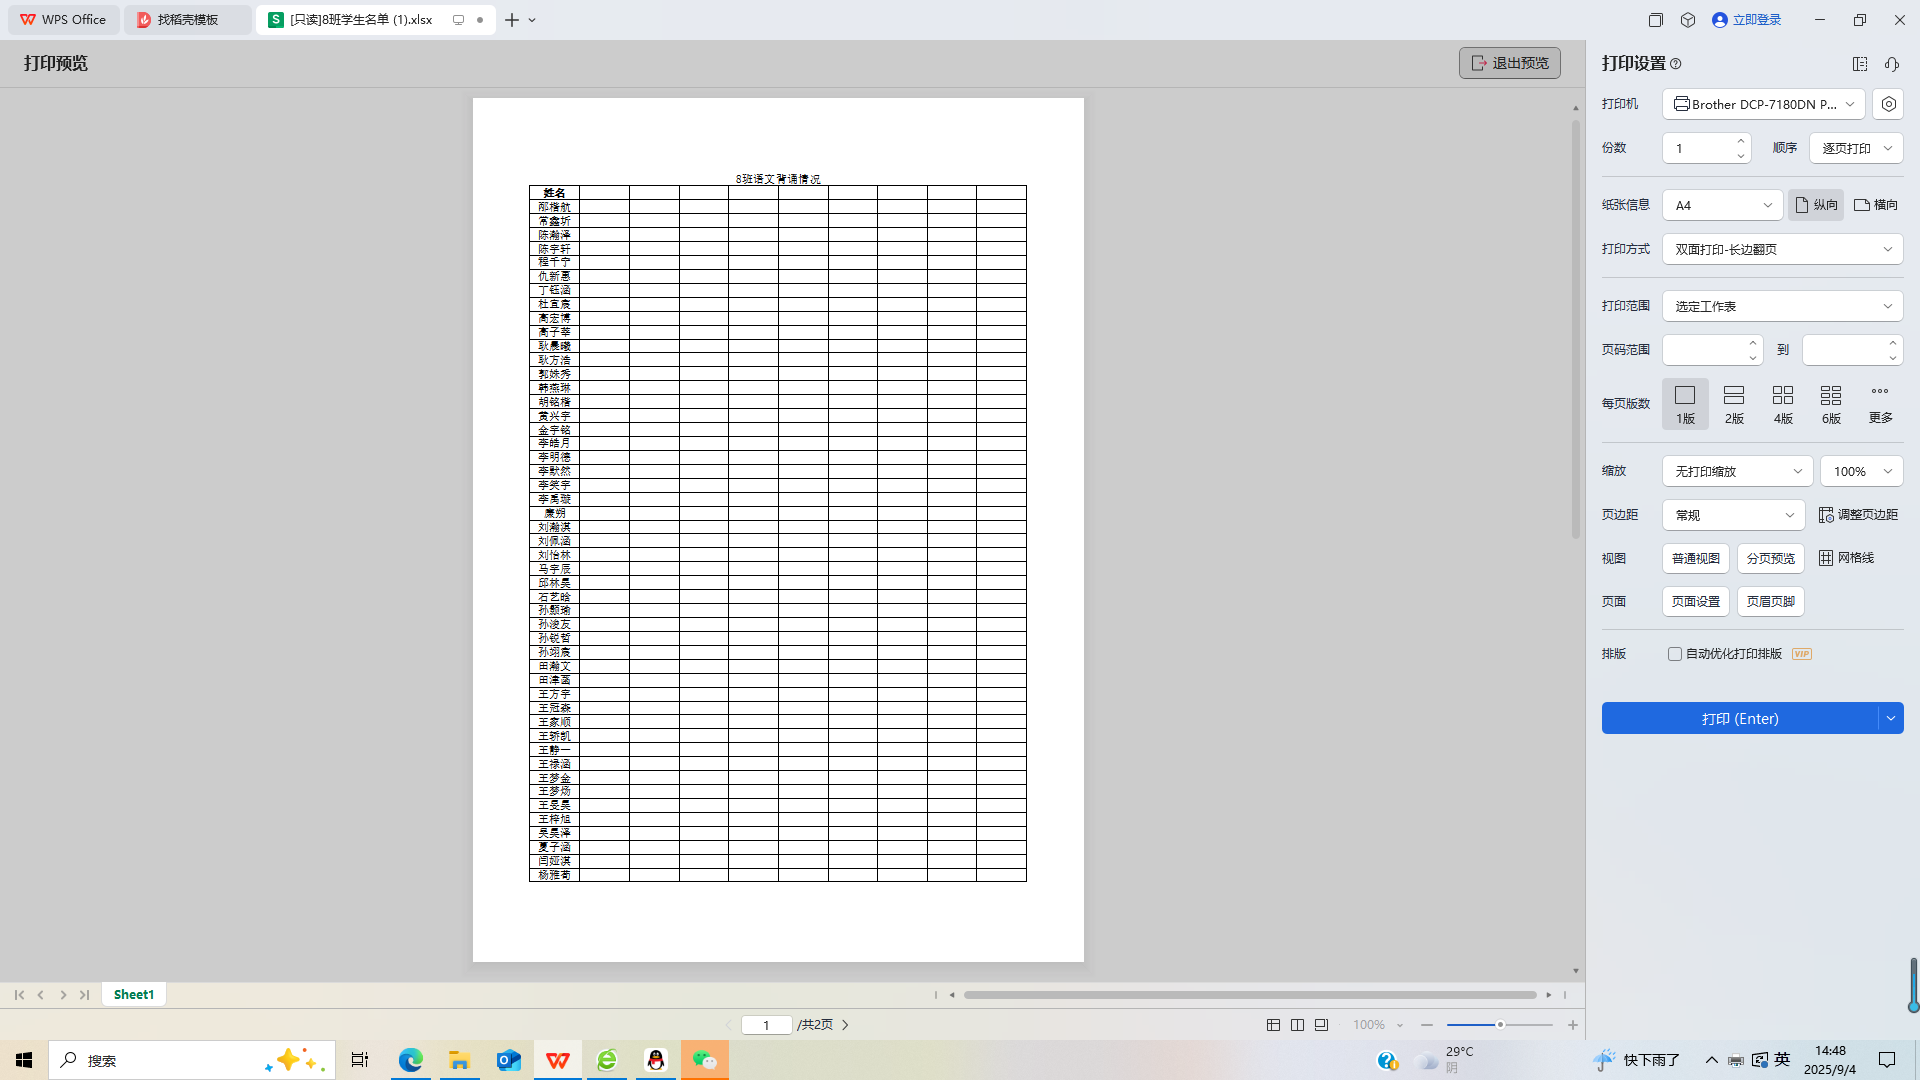 WPS Office
找稻壳模板
[只读]8班学生名单 (1).xlsx
立即登录
打印预览
退出预览
8班语文背诵情况
姓名
邴楷航
常鑫圻
陈瀚泽
陈宇轩
程千宁
仇新惠
丁钰涵
杜宜宸
高宏博
高子莘
耿晨曦
耿方浩
郭姝秀
韩燕琳
胡铭楷
黄兴宇
金宇铭
李皓月
李明德
李默然
李笑宇
李禹璇
廉朔
刘瀚淇
刘佩涵
刘怡林
马宇辰
邱林昊
石艺晗
孙颢瑜
孙浚友
孙锐哲
孙翊宸
田瀚文
田津菡
王方宇
王冠淼
王家顺
王轿凯
王静一
王禄涵
王梦金
王梦炀
王旻昊
王梓旭
吴昊泽
夏子涵
闫娅淇
杨雅荀
打印设置
打印机 Brother DCP-7180DN P...
份数 1 顺序 逐页打印
纸张信息 A4 纵向 横向
打印方式 双面打印-长边翻页
打印范围 选定工作表
页码范围 到
每页版数 1版 2版 4版 6版 更多
缩放 无打印缩放 100%
页边距 常规 调整页边距
视图 普通视图 分页预览 网格线
页面 页面设置 页眉页脚
排版 自动优化打印排版 VIP
打印 (Enter)
Sheet1
1 /共2页
100%
搜索
29°C
阴
快下雨了
英
14:48
2025/9/4